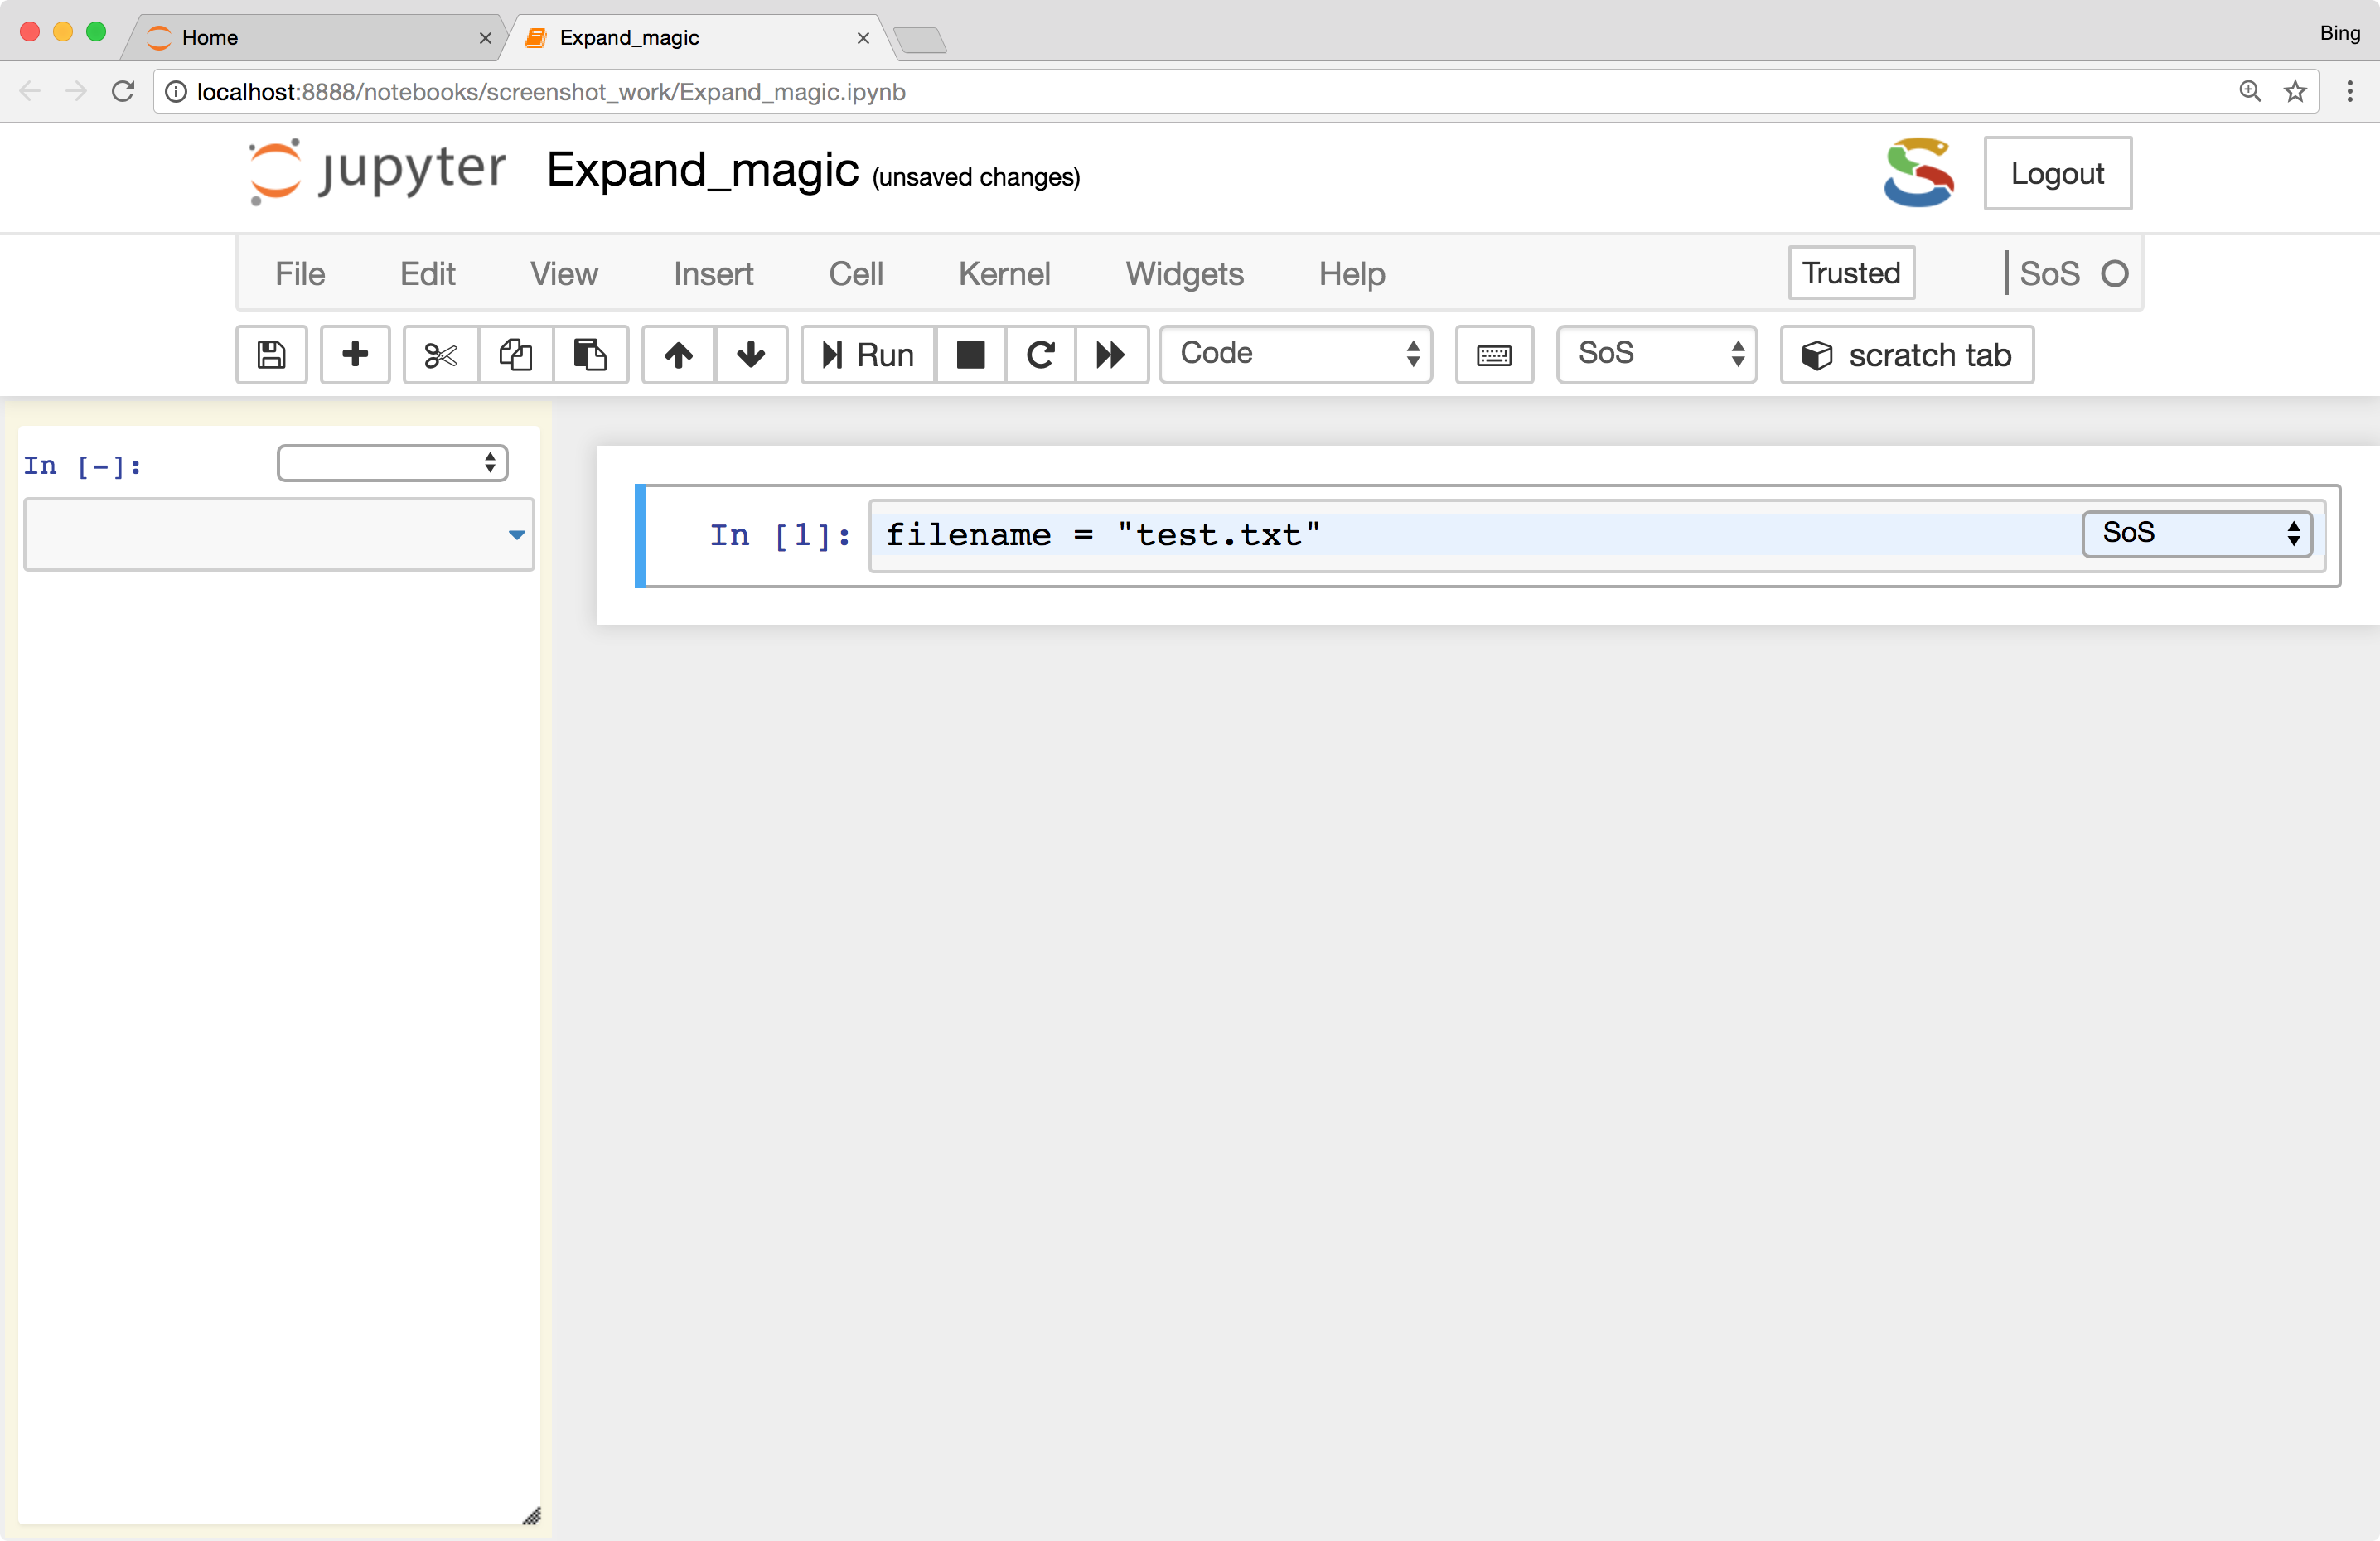 Home
Expand_magic
Bing
localhost:8888/notebooks/screenshot_work/Expand_magic.ipynb
jupyter Expand_magic (unsaved changes)
Logout
File Edit View Insert Cell Kernel Widgets Help Trusted SoS
Run Code SoS scratch tab
In [-]:
In [1]: filename = "test.txt" SoS